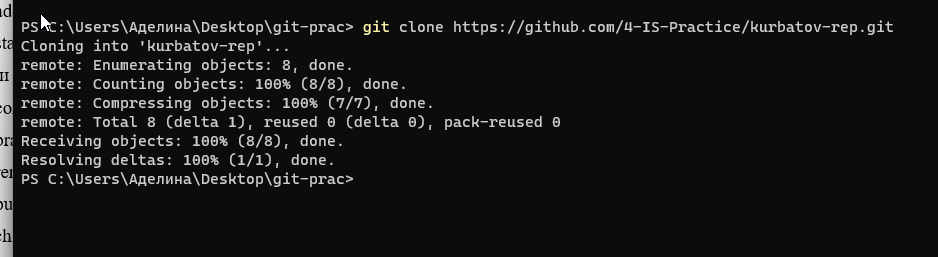 PS C:\Users\Аделина\Desktop\git-prac> git clone https://github.com/4-IS-Practice/kurbatov-rep.git
Cloning into 'kurbatov-rep'...
remote: Enumerating objects: 8, done.
remote: Counting objects: 100% (8/8), done.
remote: Compressing objects: 100% (7/7), done.
remote: Total 8 (delta 1), reused 0 (delta 0), pack-reused 0
Receiving objects: 100% (8/8), done.
Resolving deltas: 100% (1/1), done.
PS C:\Users\Аделина\Desktop\git-prac>